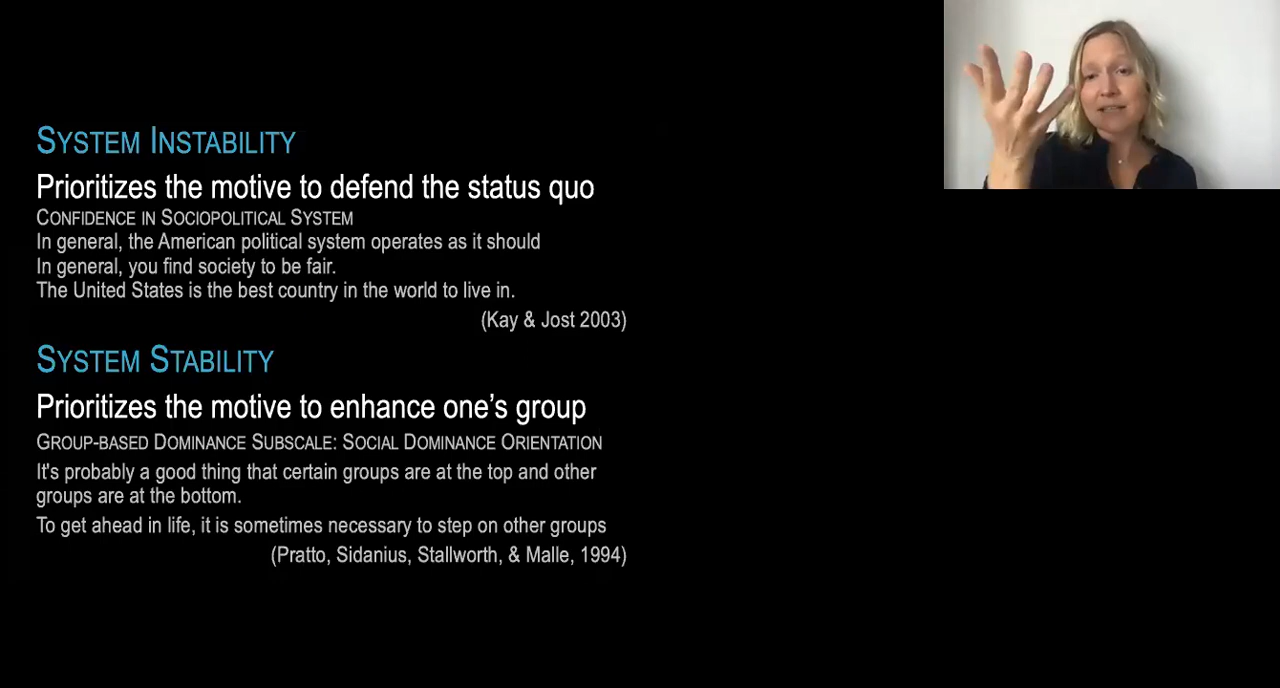 SYSTEM INSTABILITY
Prioritizes the motive to defend the status quo
CONFIDENCE IN SOCIOPOLITICAL SYSTEM
In general, the American political system operates as it should
In general, you find society to be fair.
The United States is the best country in the world to live in.
(Kay & Jost 2003)
SYSTEM STABILITY
Prioritizes the motive to enhance one's group
GROUP-BASED DOMINANCE SUBSCALE: SOCIAL DOMINANCE ORIENTATION
It's probably a good thing that certain groups are at the top and other
groups are at the bottom.
To get ahead in life, it is sometimes necessary to step on other groups
(Pratto, Sidanius, Stallworth, & Malle, 1994)